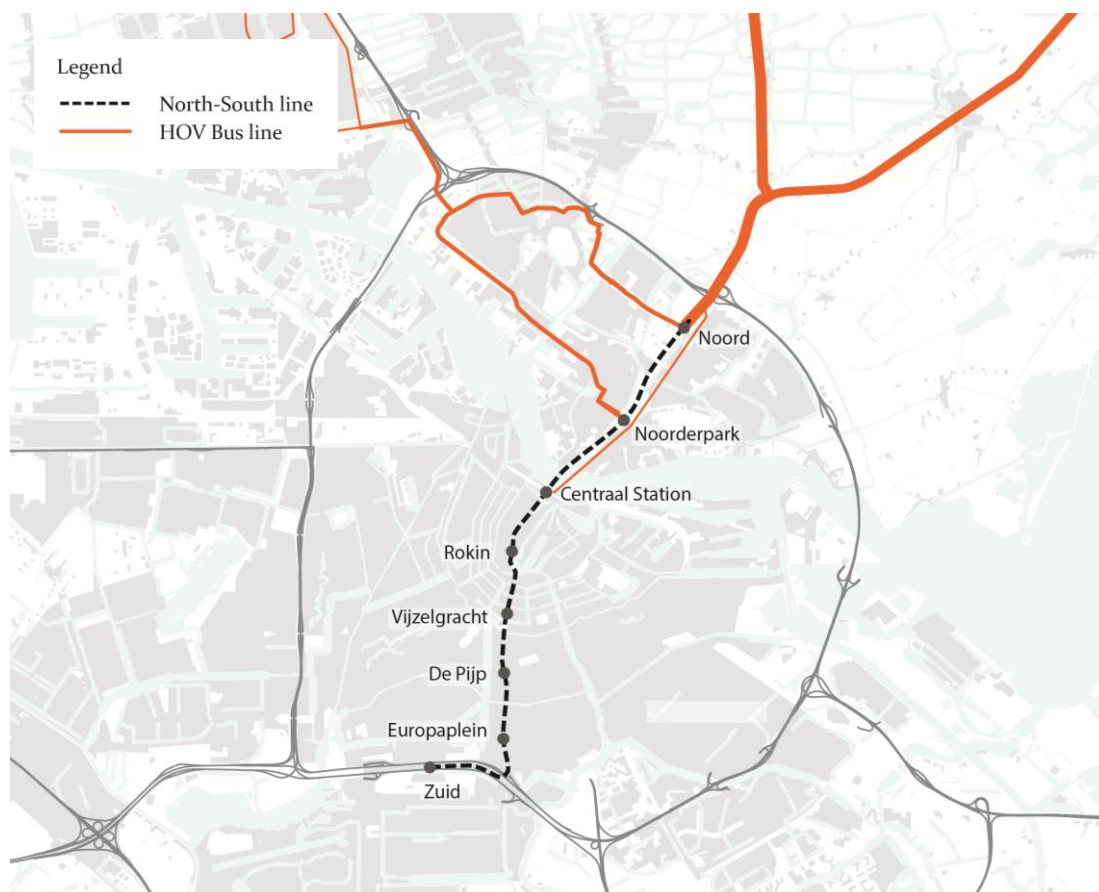 Legend
North-South line
HOV Bus line
Noord
Noorderpark
Centraal Station
Rokin
Vijzelgracht
De Pijp
Europaplein
Zuid